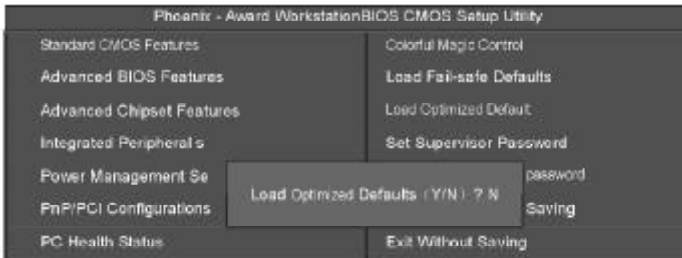 Phoenix - Award WorkstationBIOS CMOS Setup Utility
Standard CMOS Features
Advanced BIOS Features
Advanced Chipset Features
Integrated Peripheral s
Power Management Se
PnP/PCI Configurations
PC Health Status
Colorful Magic Control
Load Fail-safe Defaults
Load Optimized Default
Set Supervisor Password
password
Saving
Exit Without Saving
Load Optimized Defaults (Y/N) ? N